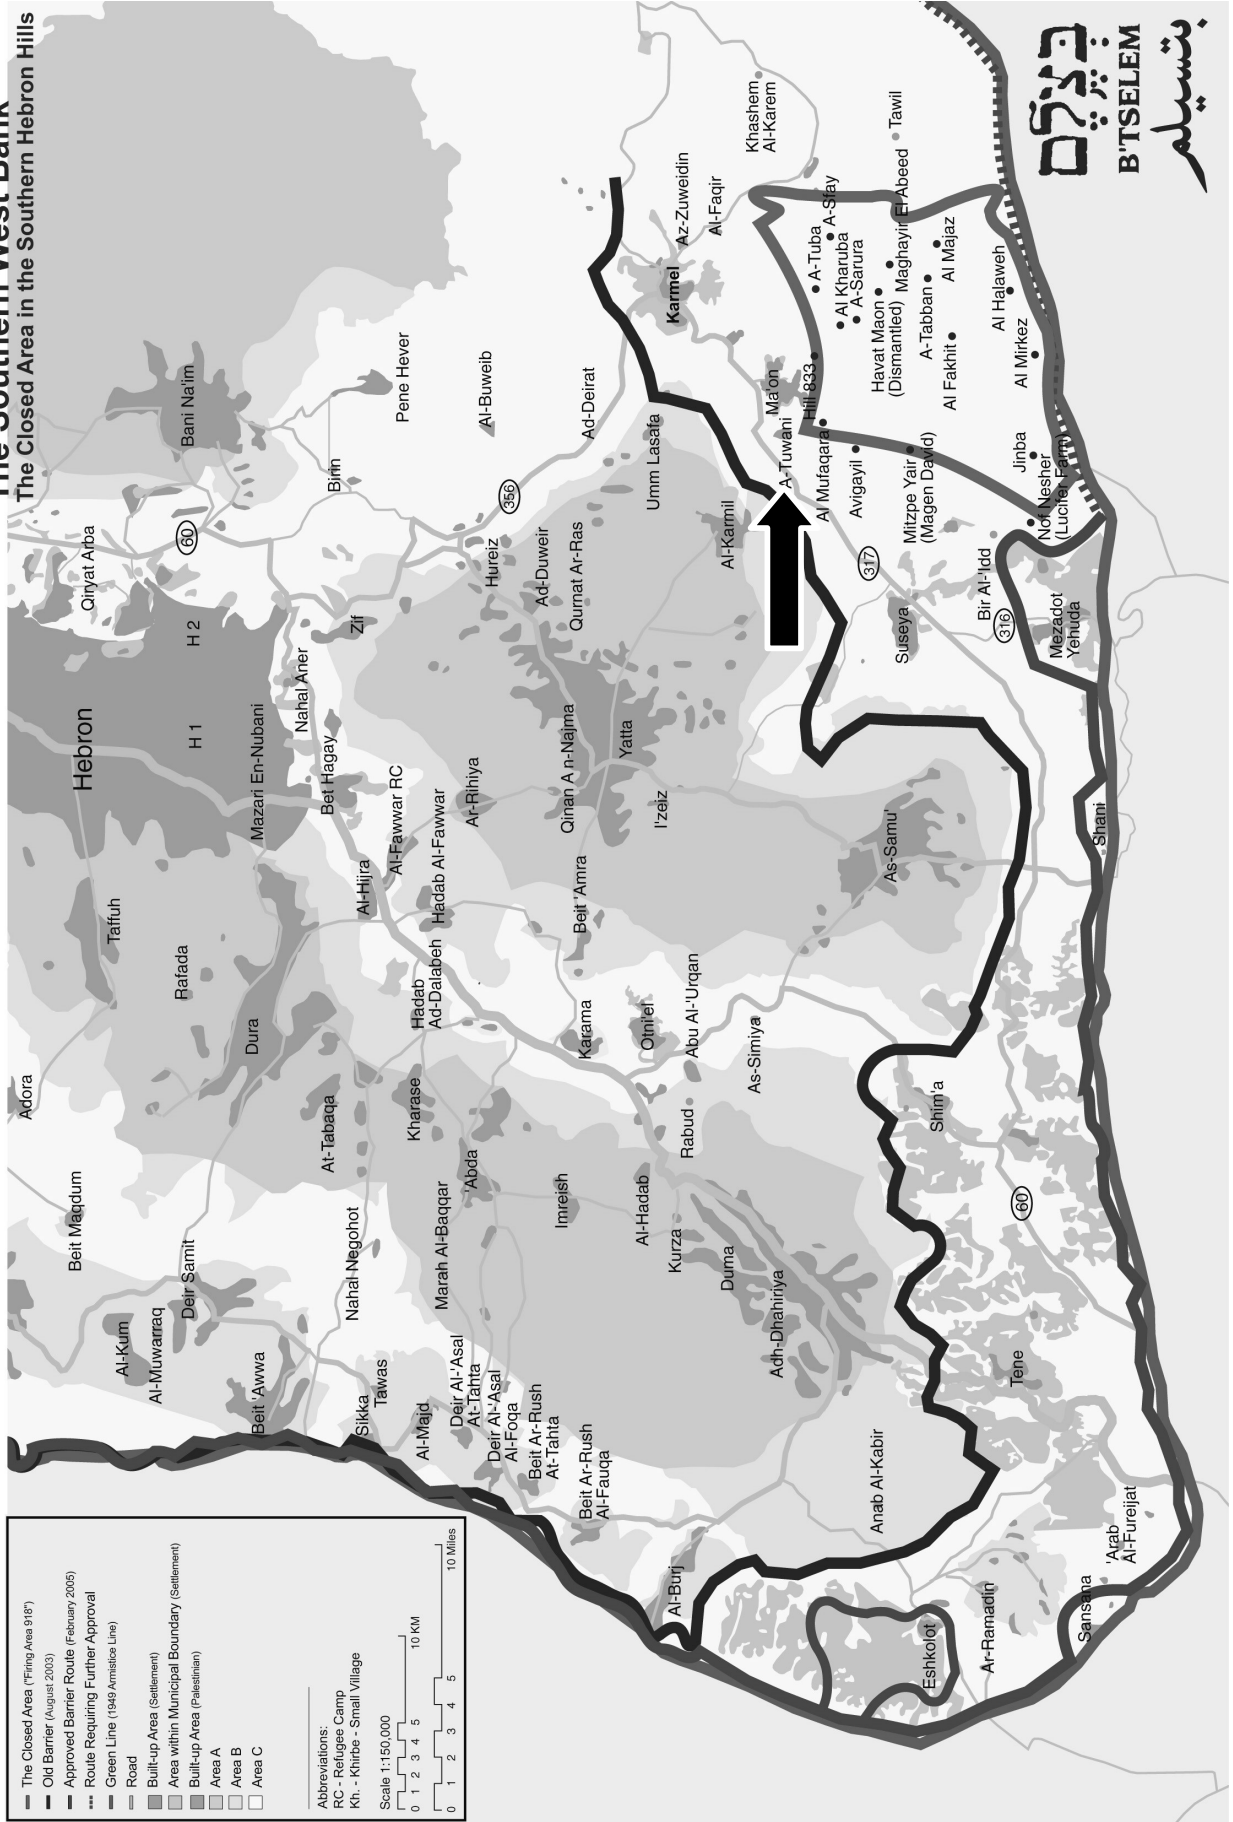 The Southern West Bank
The Closed Area in the Southern Hebron Hills
בצלם
B'TSELEM
بتسيلم
The Closed Area ("Firing Area 918")
Old Barrier (August 2003)
Approved Barrier Route (February 2005)
Route Requiring Further Approval
Green Line (1949 Armistice Line)
Road
Built-up Area (Settlement)
Area within Municipal Boundary (Settlement)
Built-up Area (Palestinian)
Area A
Area B
Area C
Abbreviations:
RC - Refugee Camp
Kh. - Khirbe - Small Village
Scale 1:150,000
0 1 2 3 4 5 10 KM
0 1 2 3 4 5 10 Miles
Adora
Hebron
Qiryat Arba
Beit Maqdum
Taffuh
H 1
H 2
60
Bani Na'im
Al-Kum
Al-Muwarraq
Deir Samit
Rafada
Dura
Mazari En-Nubani
Nahal Aner
Bet Hagay
Zif
Birin
Pene Hever
Beit 'Awwa
Nahal Negohot
At-Tabaqa
Al-Hijra
Al-Fawwar RC
Sikka
Tawas
Al-Majd
Kharase
Hadab
Ad-Dalabeh
Hadab Al-Fawwar
Ar-Rihiya
Hureiz
356
Al-Buweib
Marah Al-Baqqar
'Abda
Deir Al-'Asal
At-Tahta
Deir Al-'Asal
Al-Foqa
Beit Ar-Rush
At-Tahta
Beit Ar-Rush
Al-Fauqa
Imreish
Karama
Beit 'Amra
Qinan A n-Najma
Ad-Duweir
Qumat Ar-Ras
Ad-Deirat
Al-Hadab
Otni'el
Yatta
I'zeiz
Umm Lasafa
Karmel
Az-Zuweidin
Al-Faqir
Al-Burj
Kurza
Rabud
Abu Al-'Urqan
Al-Karmil
Duma
As-Simiya
Adh-Dhahiriya
Khashem
Al-Karem
Ma'on
A-Tuwani
Hill 833
A-Tuba
A-Sfay
Al Mufaqara
Al Kharuba
A-Sarura
Avigayil
317
Havat Maon
(Dismantled)
Maghayir El Abeed
Tawil
Anab Al-Kabir
As-Samu'
Suseya
Mitzpe Yair
(Magen David)
A-Tabban
Al Majaz
Al Fakhit
Eshkolot
Shim'a
Ar-Ramadin
Tene
60
Bir Al-'Idd
316
Al Halaweh
Al Mirkez
Jinba
Nof Nesher
(Lucifer Farm)
Mezadot
Yehuda
Shani
Sansana
'Arab
Al-Fureijat